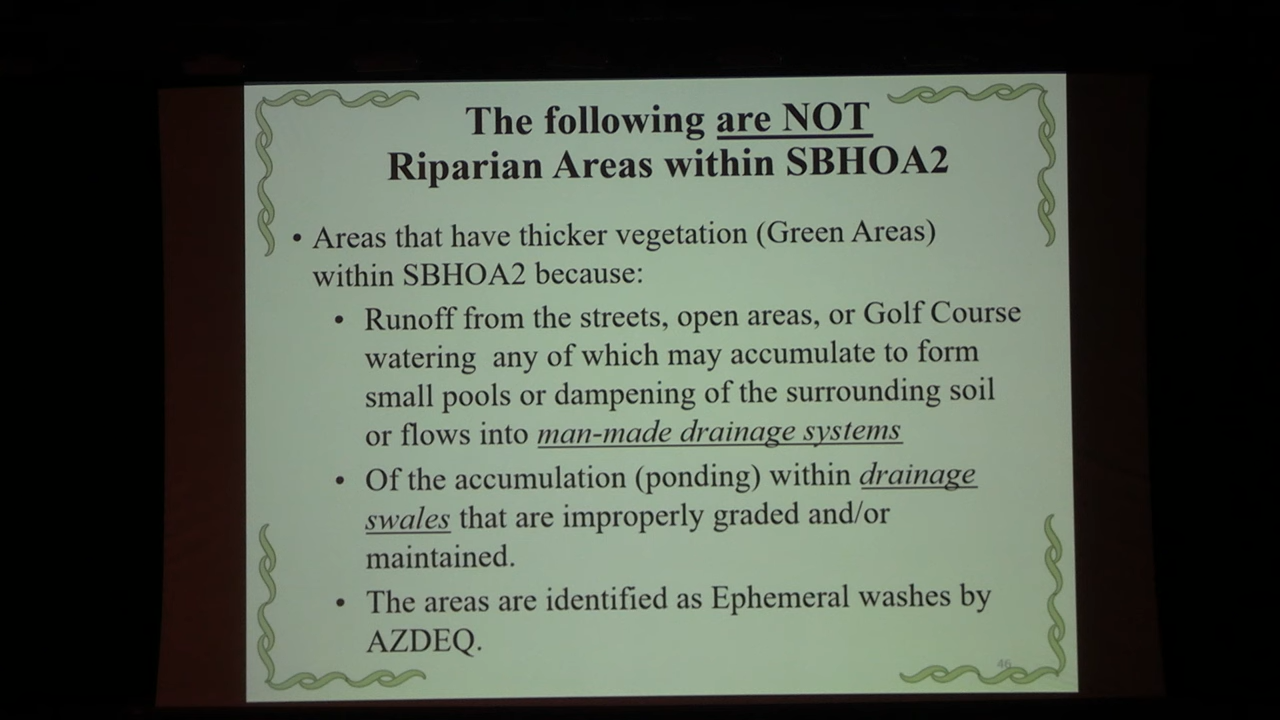 The following are NOT
Riparian Areas within SBHOA2
• Areas that have thicker vegetation (Green Areas)
within SBHOA2 because:
• Runoff from the streets, open areas, or Golf Course
watering any of which may accumulate to form
small pools or dampening of the surrounding soil
or flows into man-made drainage systems
• Of the accumulation (ponding) within drainage
swales that are improperly graded and/or
maintained.
• The areas are identified as Ephemeral washes by
AZDEQ.
46